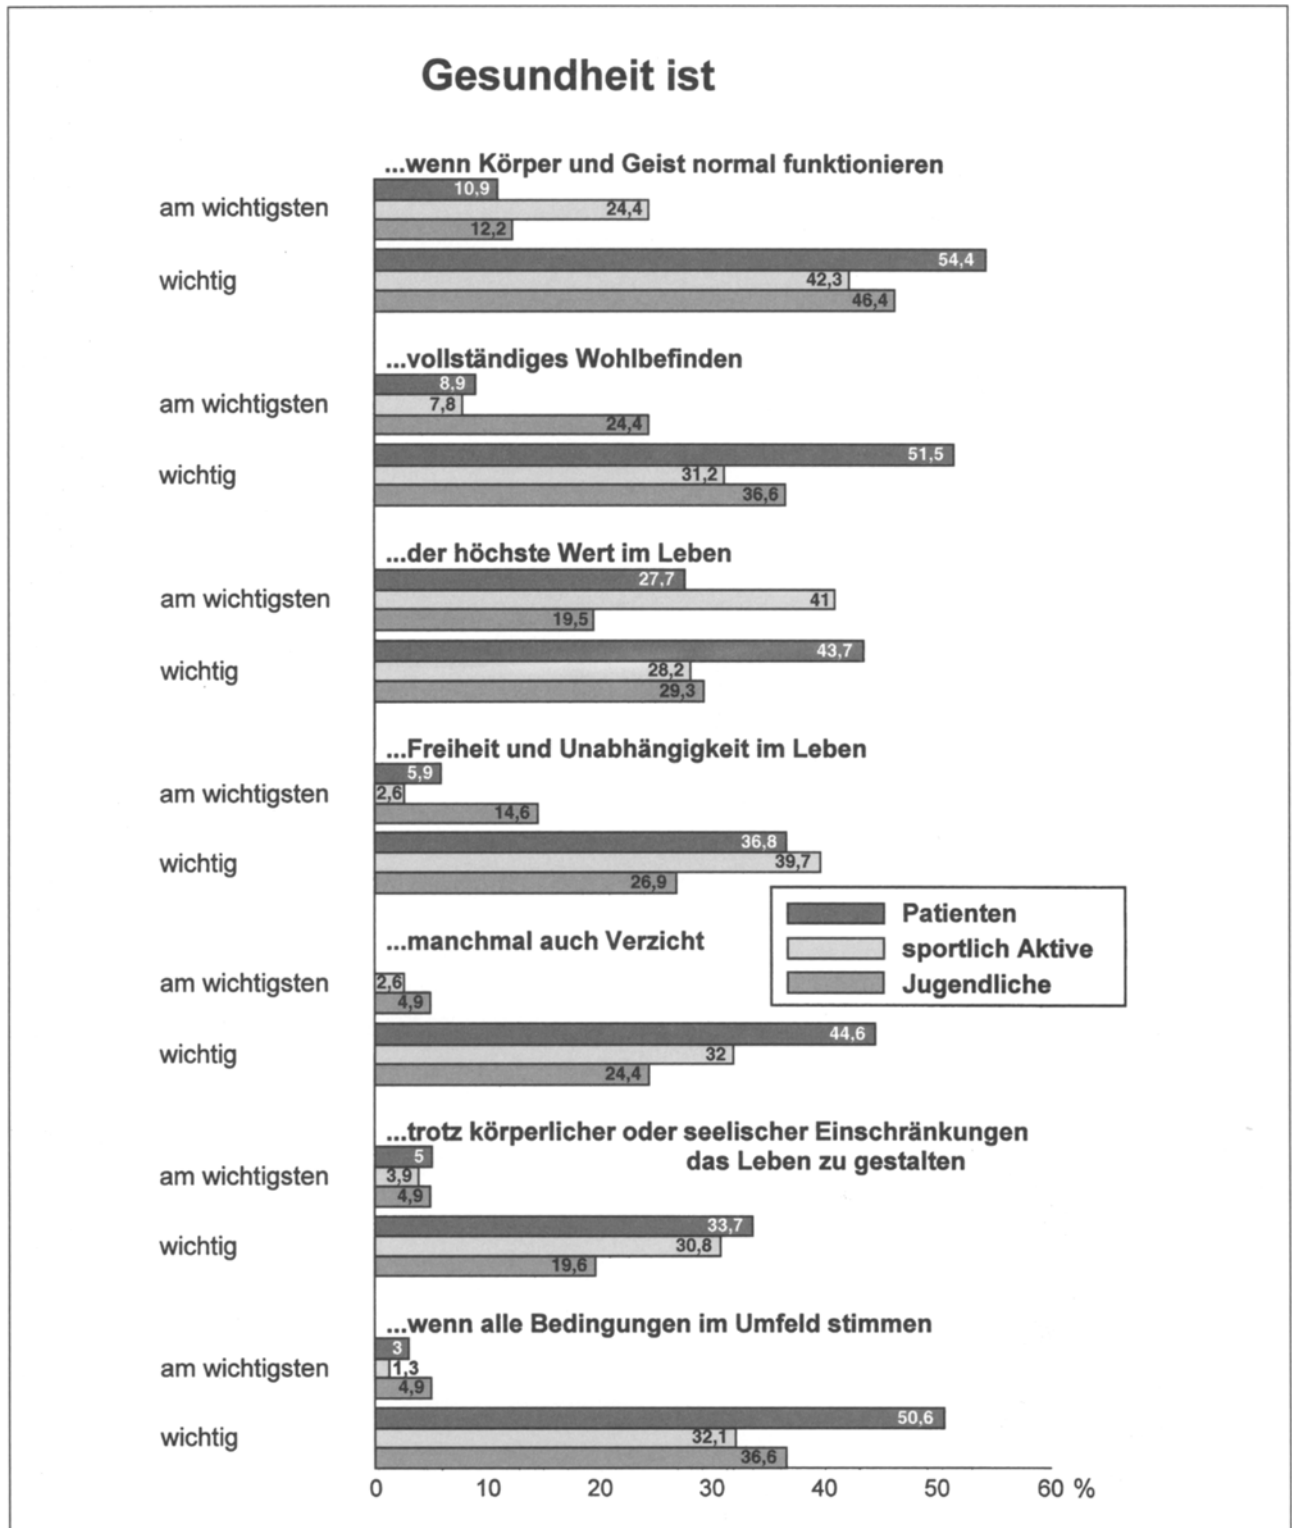 Gesundheit ist
...wenn Körper und Geist normal funktionieren
am wichtigsten
10,9
24,4
12,2
wichtig
54,4
42,3
46,4
...vollständiges Wohlbefinden
am wichtigsten
8,9
7,8
24,4
wichtig
51,5
31,2
36,6
...der höchste Wert im Leben
am wichtigsten
27,7
41
19,5
wichtig
43,7
28,2
29,3
...Freiheit und Unabhängigkeit im Leben
am wichtigsten
5,9
2,6
14,6
wichtig
36,8
39,7
26,9
Patienten
sportlich Aktive
Jugendliche
...manchmal auch Verzicht
am wichtigsten
2,6
4,9
wichtig
44,6
32
24,4
...trotz körperlicher oder seelischer Einschränkungen
das Leben zu gestalten
am wichtigsten
5
3,9
4,9
wichtig
33,7
30,8
19,6
...wenn alle Bedingungen im Umfeld stimmen
am wichtigsten
3
1,3
4,9
wichtig
50,6
32,1
36,6
0 10 20 30 40 50 60 %